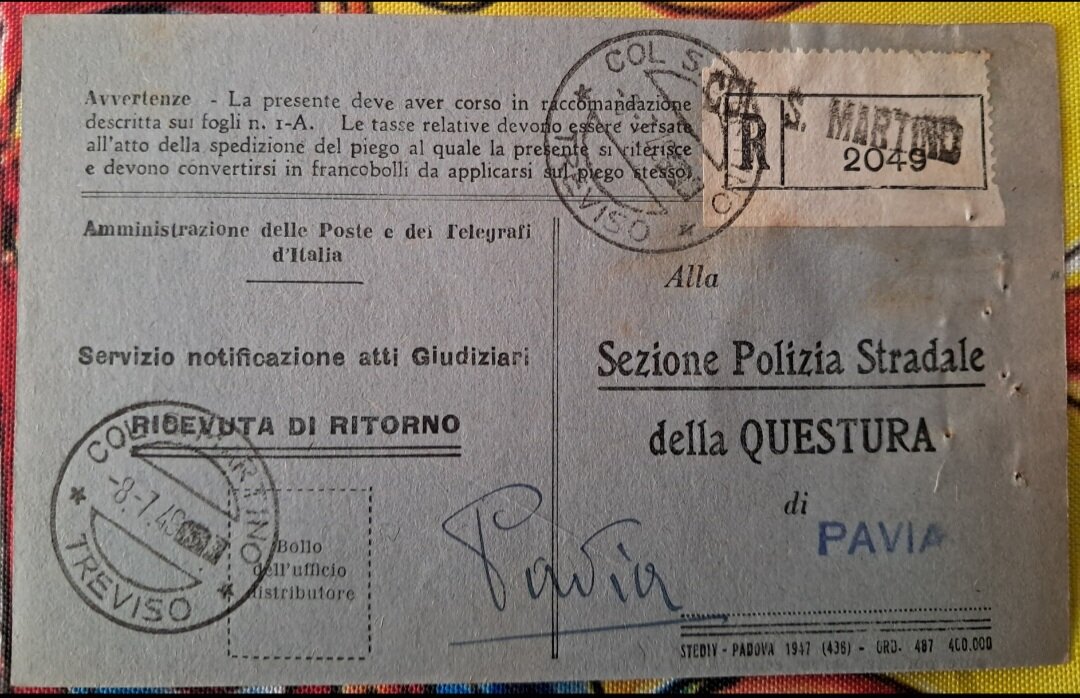 Avvertenze - La presente deve aver corso in raccomandazione
descritta sui fogli n. 1-A. Le tasse relative devono essere versate
all'atto della spedizione del piego al quale la presente si riferisce
e devono convertirsi in francobolli da applicarsi sul piego stesso.
COL S.
TREVISO
R
COL S. MARTINO
2049
Amministrazione delle Poste e dei Telegrafi
d'Italia
Servizio notificazione atti Giudiziari
RICEVUTA DI RITORNO
COL S. MARTINO
-8-7.49
TREVISO
Bollo
dell'ufficio
distributore
Alla
Sezione Polizia Stradale
della QUESTURA
di
PAVIA
Pavia
STEDIV - PADOVA 1947 (436) - ORD. 487 400.000